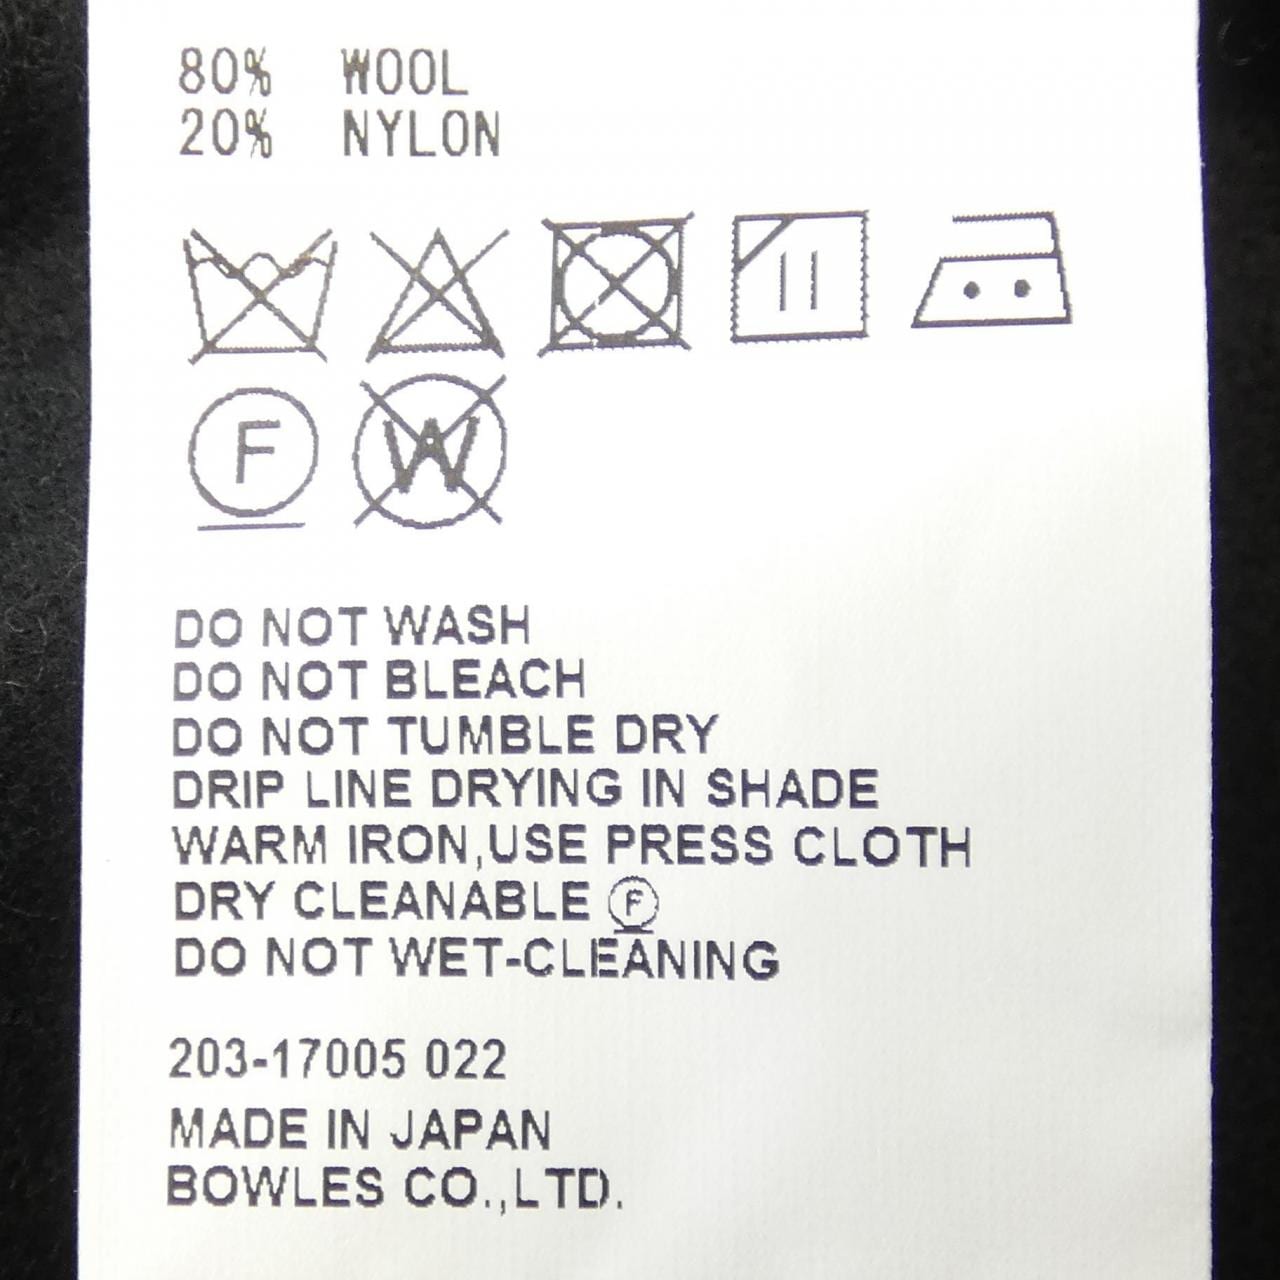 80% WOOL
20% NYLON
F W
DO NOT WASH
DO NOT BLEACH
DO NOT TUMBLE DRY
DRIP LINE DRYING IN SHADE
WARM IRON,USE PRESS CLOTH
DRY CLEANABLE Ⓕ
DO NOT WET-CLEANING
203-17005 022
MADE IN JAPAN
BOWLES CO.,LTD.